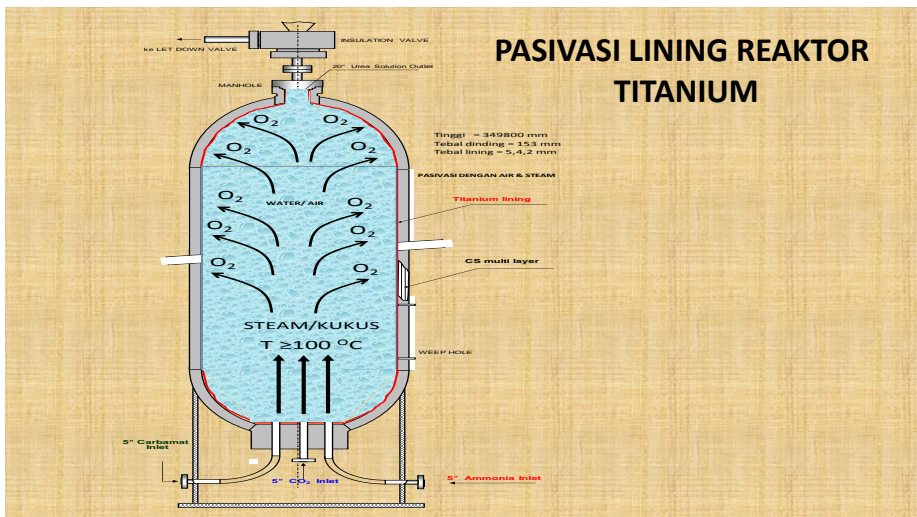 PASIVASI LINING REAKTOR
TITANIUM
INSULATION VALVE
ke LET DOWN VALVE
20" Urea Solution Outlet
MANHOLE
O₂ O₂
O₂ O₂
Tinggi = 349800 mm
Tebal dinding = 153 mm
Tebal lining = 5,4,2 mm
PASIVASI DENGAN AIR & STEAM
WATER/ AIR
Titanium lining
O₂ O₂
O₂ O₂
O₂ O₂
CS multi layer
STEAM/KUKUS
T ≥100 ⁰C
WEEP HOLE
5" Carbamat
Inlet
5" CO₂ Inlet
5" Ammonia Inlet